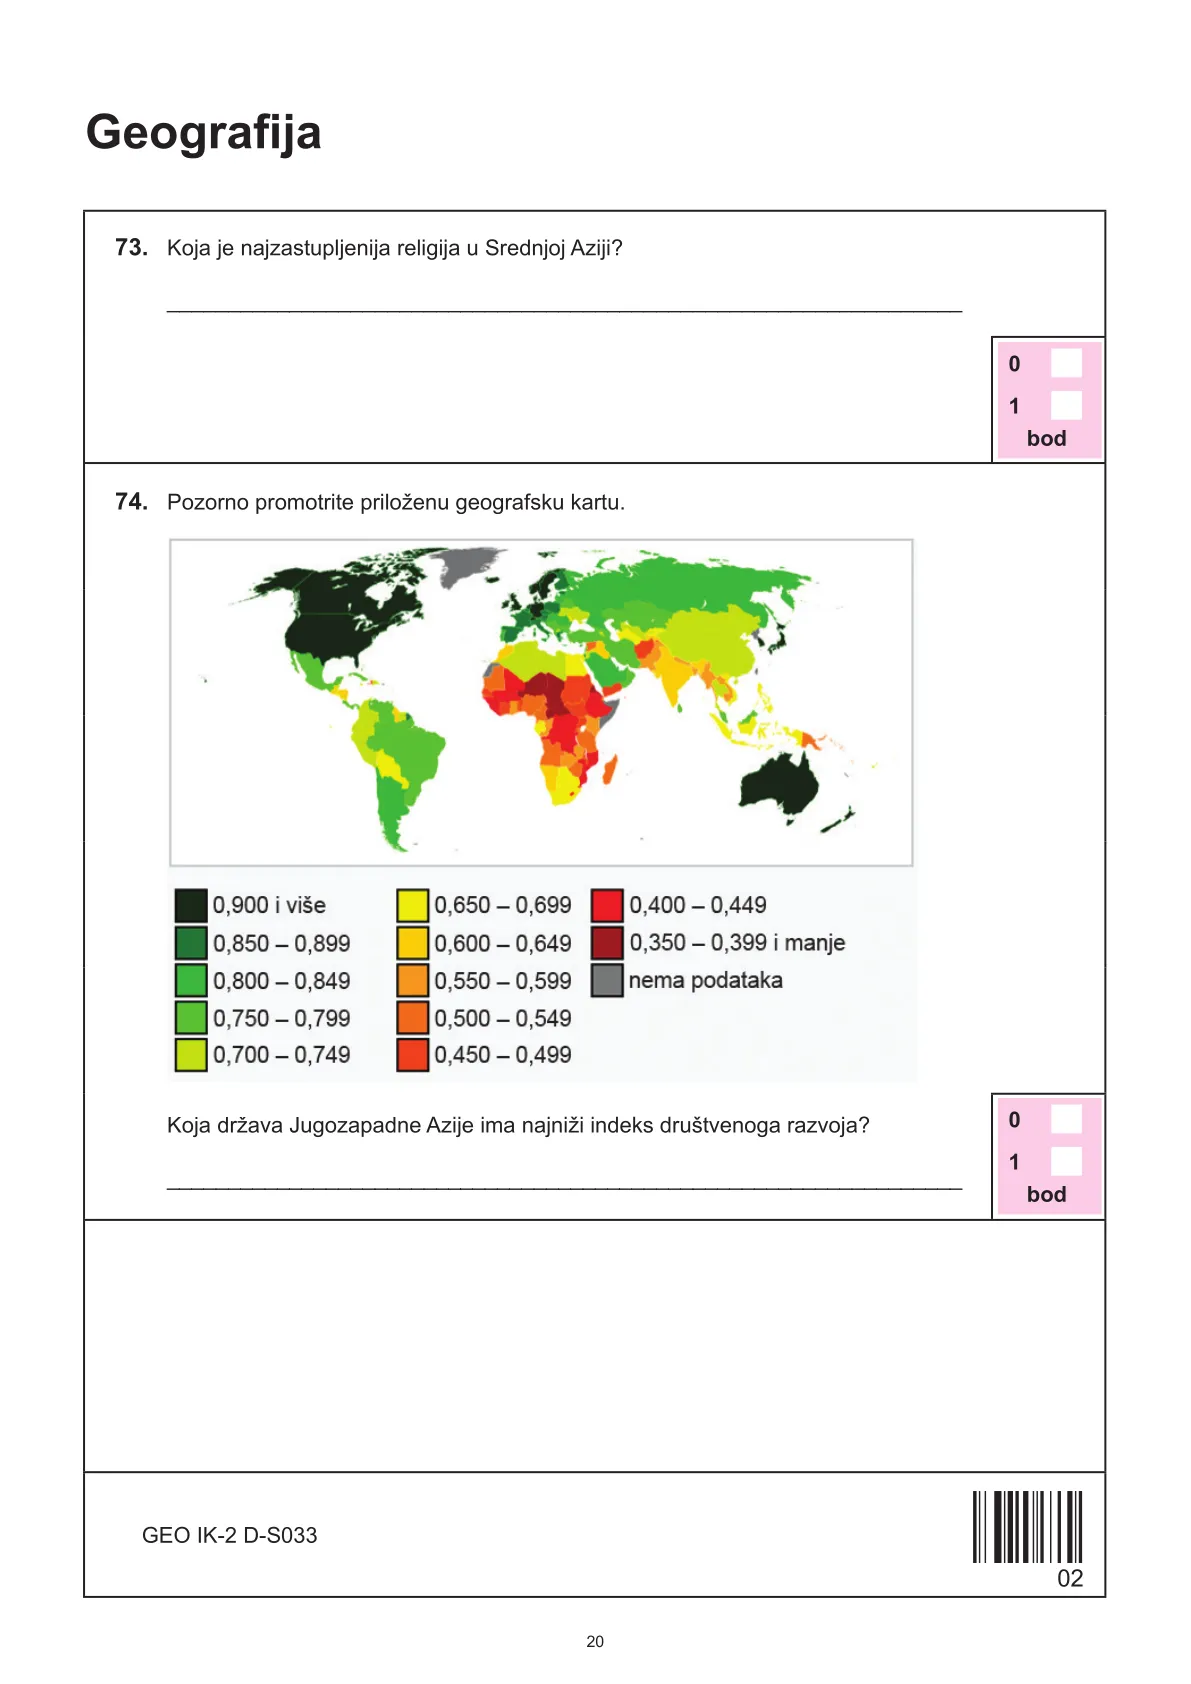 Geografija
73. Koja je najzastupljenija religija u Srednjoj Aziji?
0
1
bod
74. Pozorno promotrite priloženu geografsku kartu.
0,900 i više
0,850 – 0,899
0,800 – 0,849
0,750 – 0,799
0,700 – 0,749
0,650 – 0,699
0,600 – 0,649
0,550 – 0,599
0,500 – 0,549
0,450 – 0,499
0,400 – 0,449
0,350 – 0,399 i manje
nema podataka
Koja država Jugozapadne Azije ima najniži indeks društvenoga razvoja?
0
1
bod
GEO IK-2 D-S033
02
20